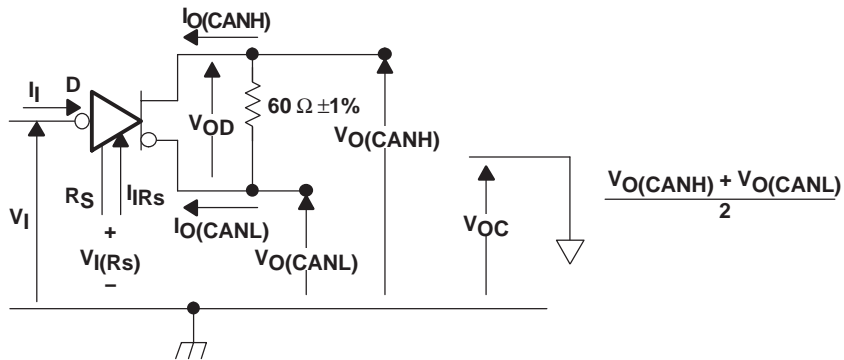 IO(CANH)
II
D
VOD
60 Ω ±1%
VO(CANH)
RS
IIRs
IO(CANL)
VI
+
VI(Rs)
–
VO(CANL)
VOC
VO(CANH) + VO(CANL)
2